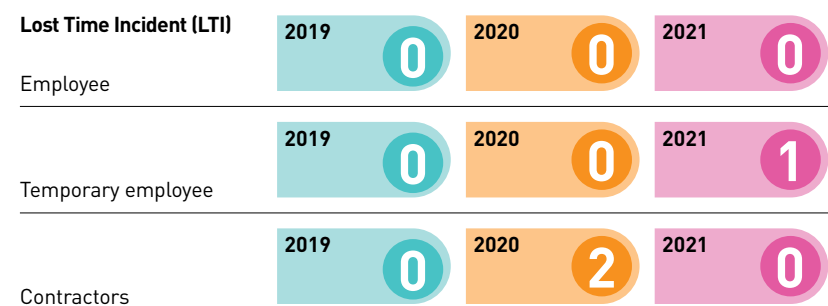 Lost Time Incident (LTI)
2019 2020 2021
0 0 0
Employee
2019 2020 2021
0 0 1
Temporary employee
2019 2020 2021
0 2 0
Contractors